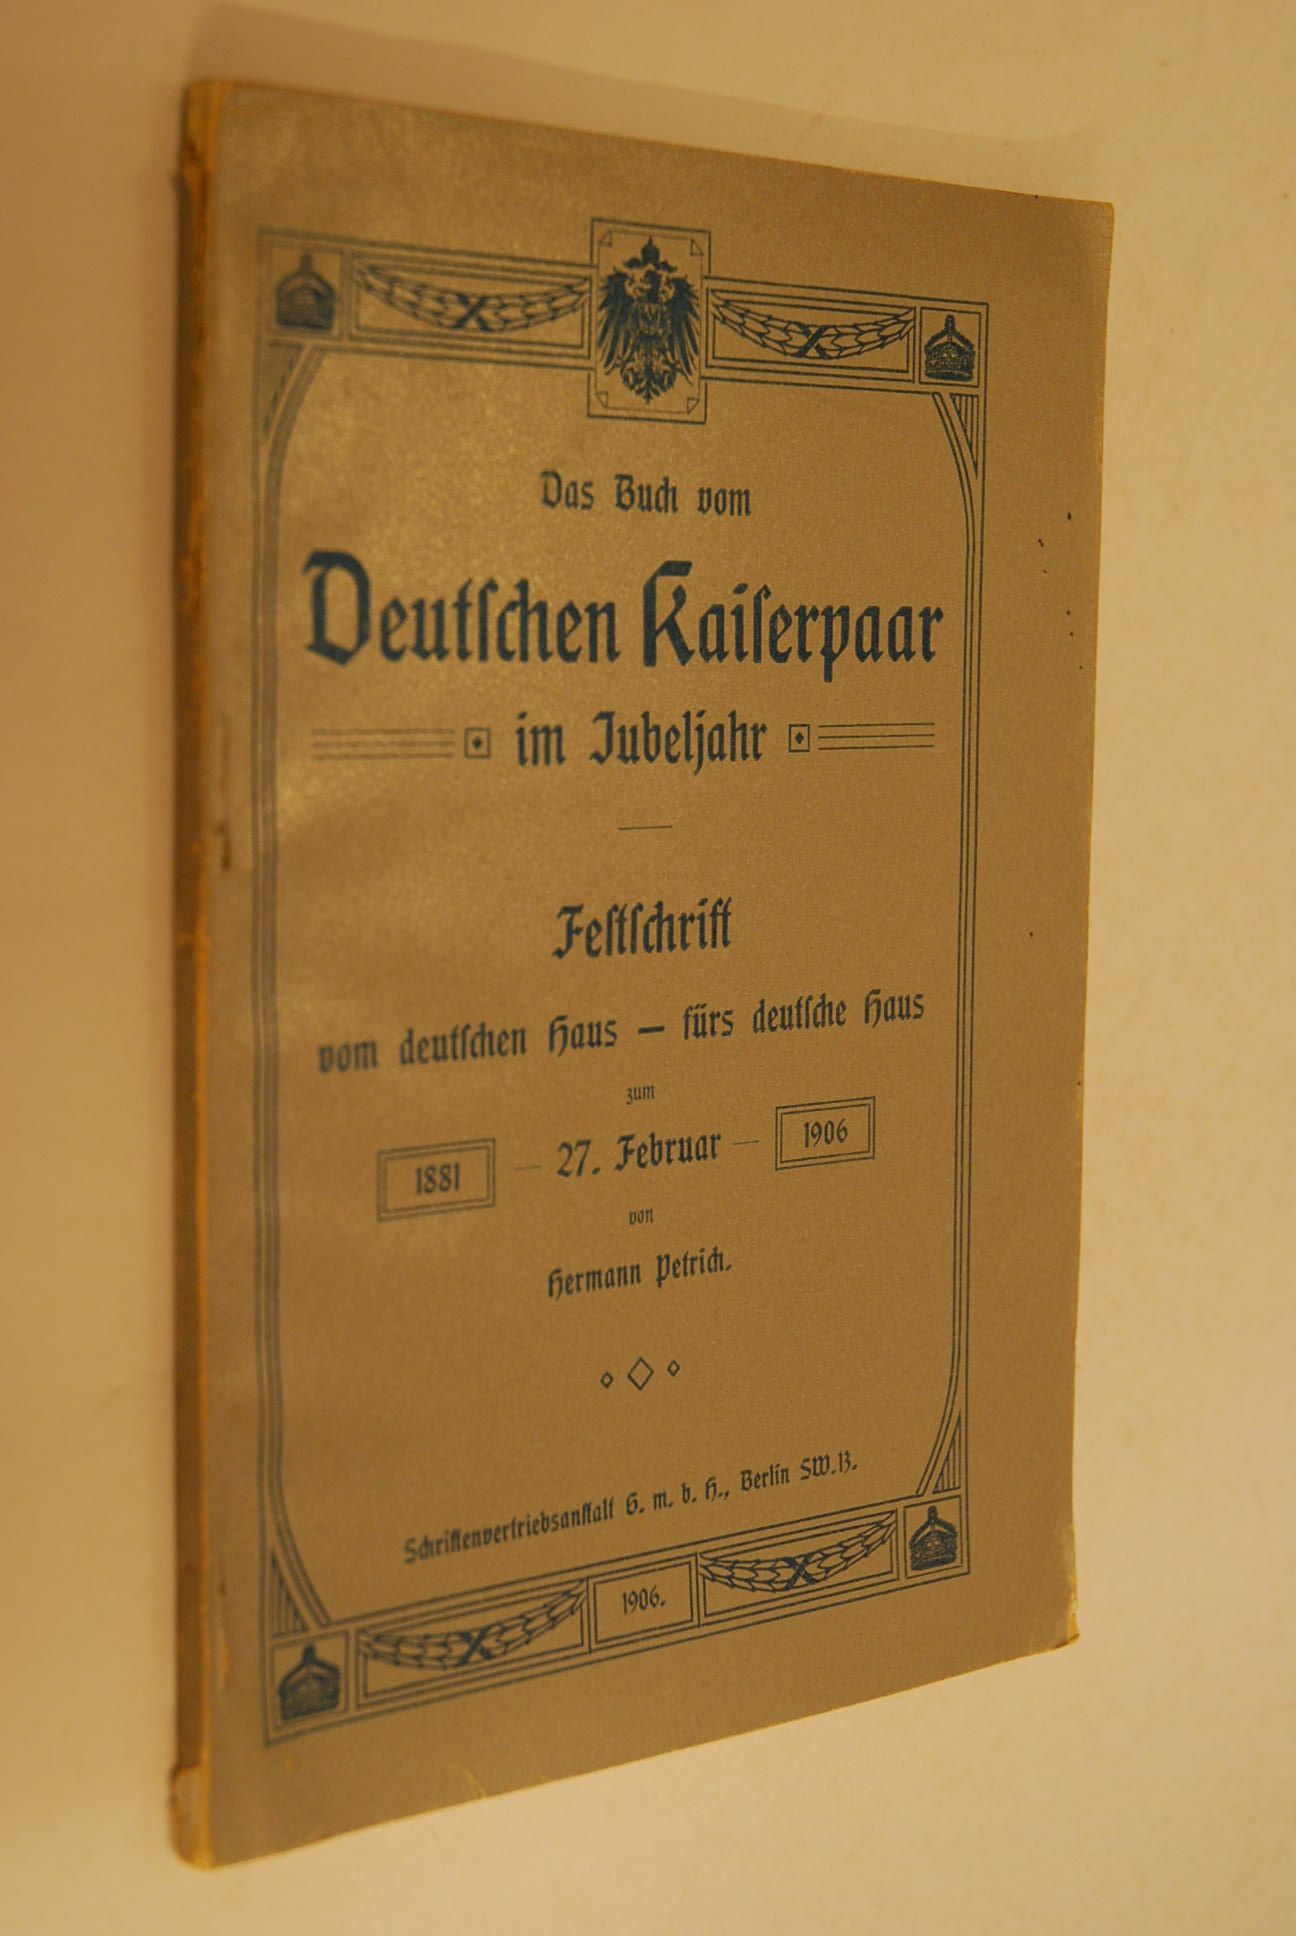 Das Buch vom
Deutſchen Kaiſerpaar
im Jubeljahr
Feſtſchrift
vom deutſchen Haus — fürs deutſche Haus
zum
1881 — 27. Februar — 1906
von
Hermann Petrich.
Schriftenvertriebsanſtalt G. m. b. H., Berlin SW. 13.
1906.